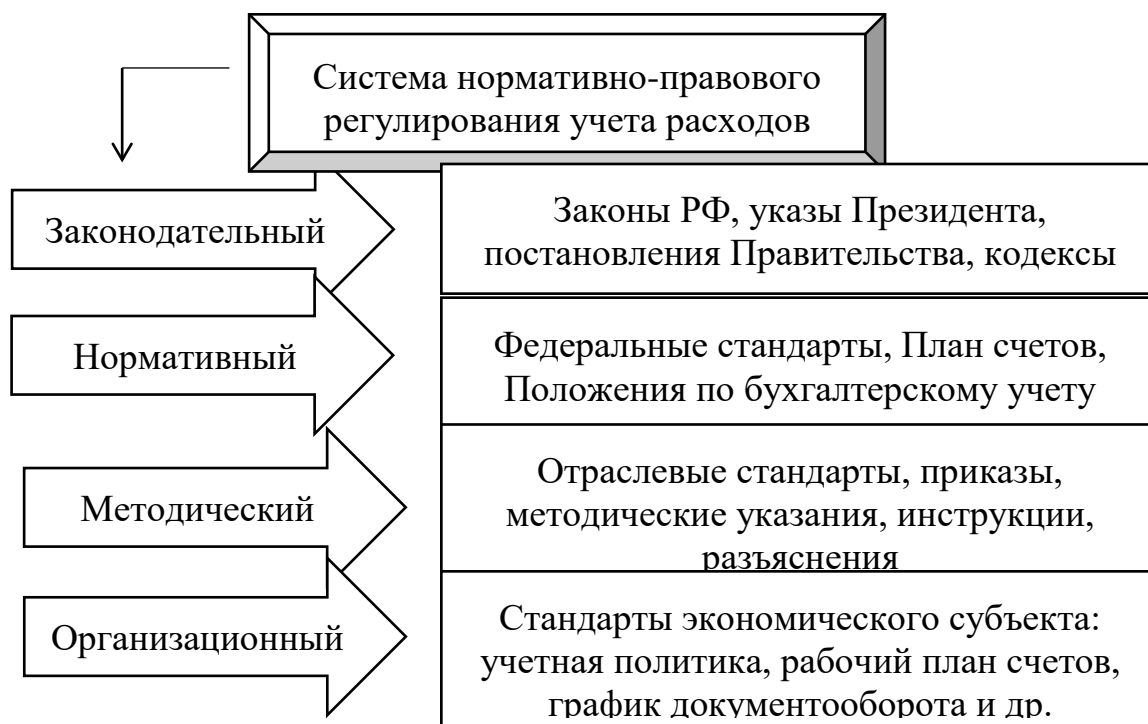 Система нормативно-правового
регулирования учета расходов
Законодательный
Законы РФ, указы Президента,
постановления Правительства, кодексы
Нормативный
Федеральные стандарты, План счетов,
Положения по бухгалтерскому учету
Методический
Отраслевые стандарты, приказы,
методические указания, инструкции,
разъяснения
Организационный
Стандарты экономического субъекта:
учетная политика, рабочий план счетов,
график документооборота и др.